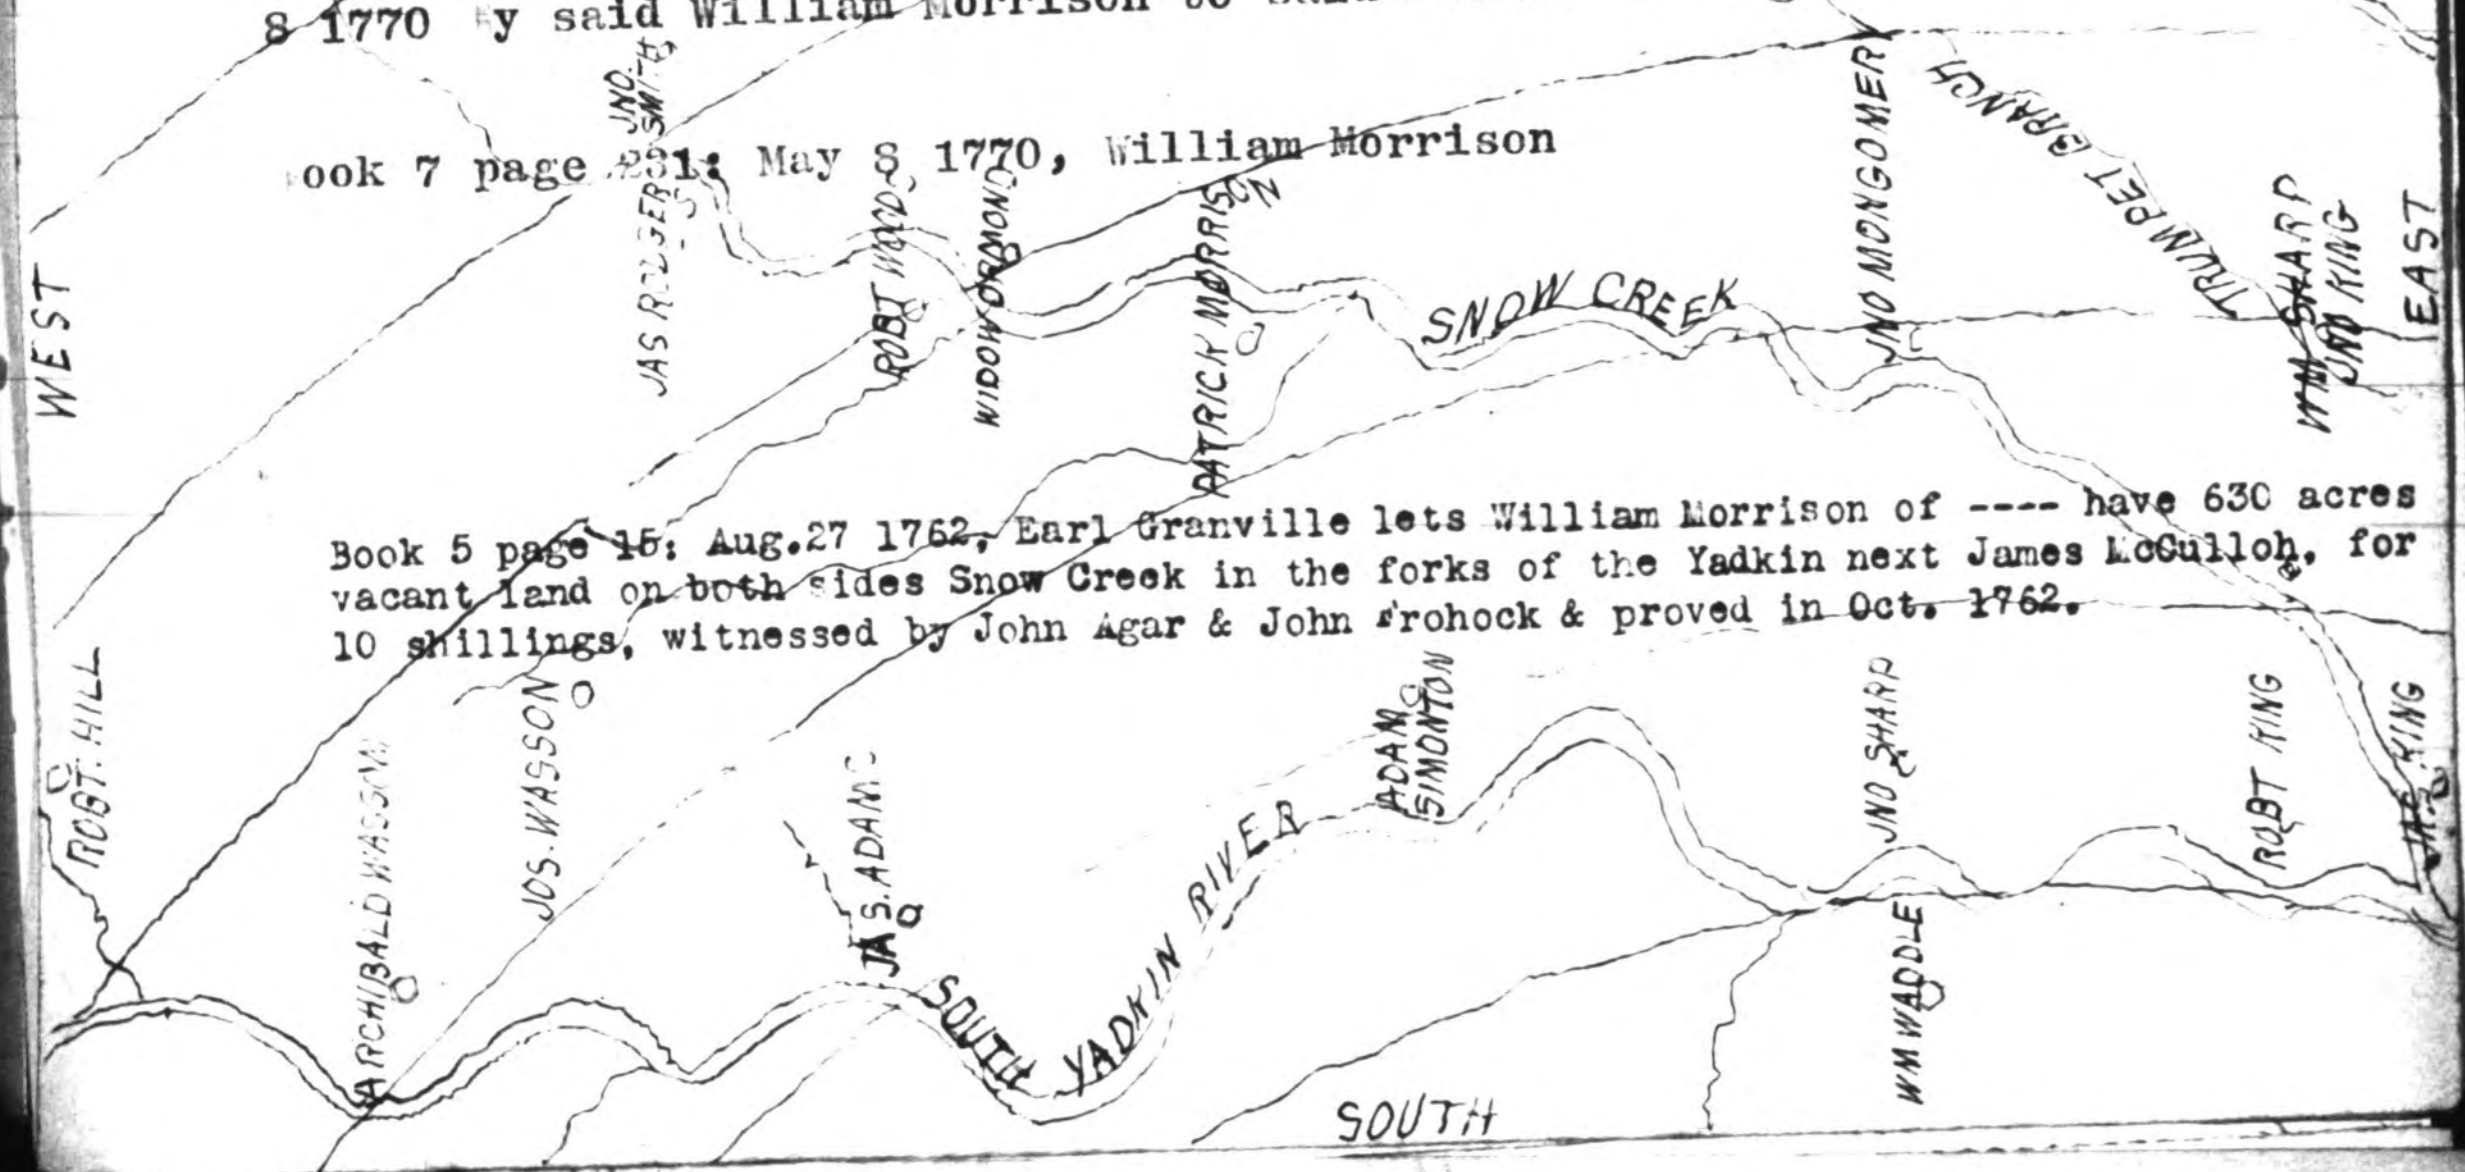 8 1770 y said William Morrison to said
JNO. SMITH
ook 7 page 231: May 8 1770, William Morrison
JNO MONGOMERY
TRUMPET BRANCH
WEST
JAS RODGERS
ROBT WOODS
WIDOW ORMOND
PATRICK MORRISON
SNOW CREEK
WM SHARP
JNO KING
EAST
Book 5 page 15: Aug.27 1762, Earl Granville lets William Morrison of ---- have 630 acres
vacant land on both sides Snow Creek in the forks of the Yadkin next James McCulloh, for
10 shillings, witnessed by John Agar & John Frohock & proved in Oct. 1762.
ROBT. HILL
ARCHIBALD WASSON
JOS. WASSON
JAS. ADAMS
ADAM SIMONTON
JNO SHARP
ROBT KING
KING
SOUTH YADKIN RIVER
WM WADDLE
SOUTH